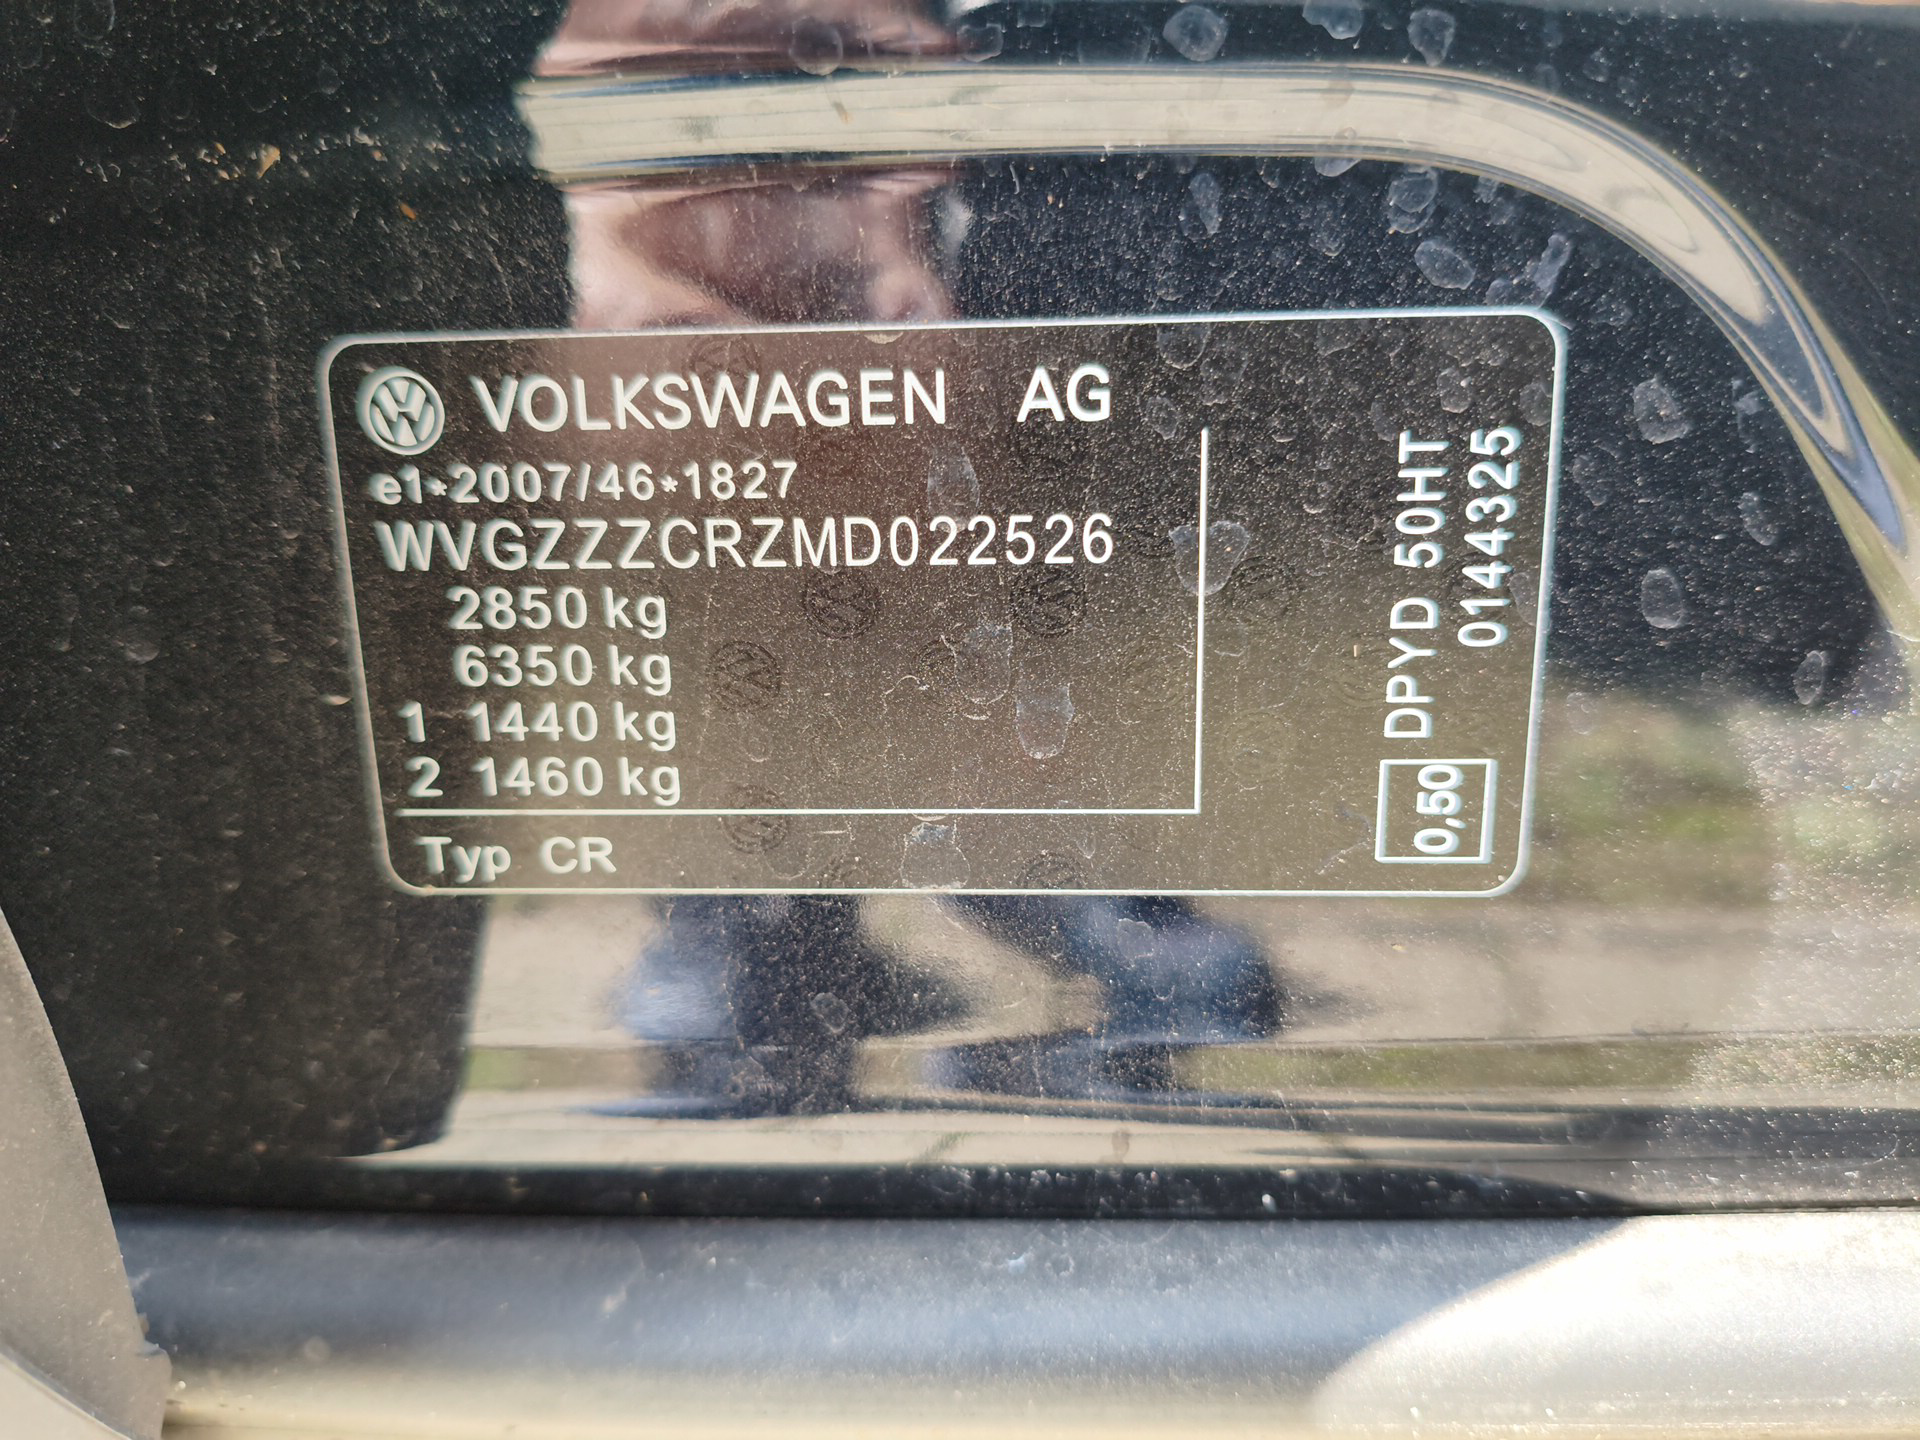 VOLKSWAGEN AG
e1*2007/46*1827
WVGZZZCRZMD022526
2850 kg
6350 kg
1 1440 kg
2 1460 kg
Typ CR
0,50 DPYD 50HT
0144325